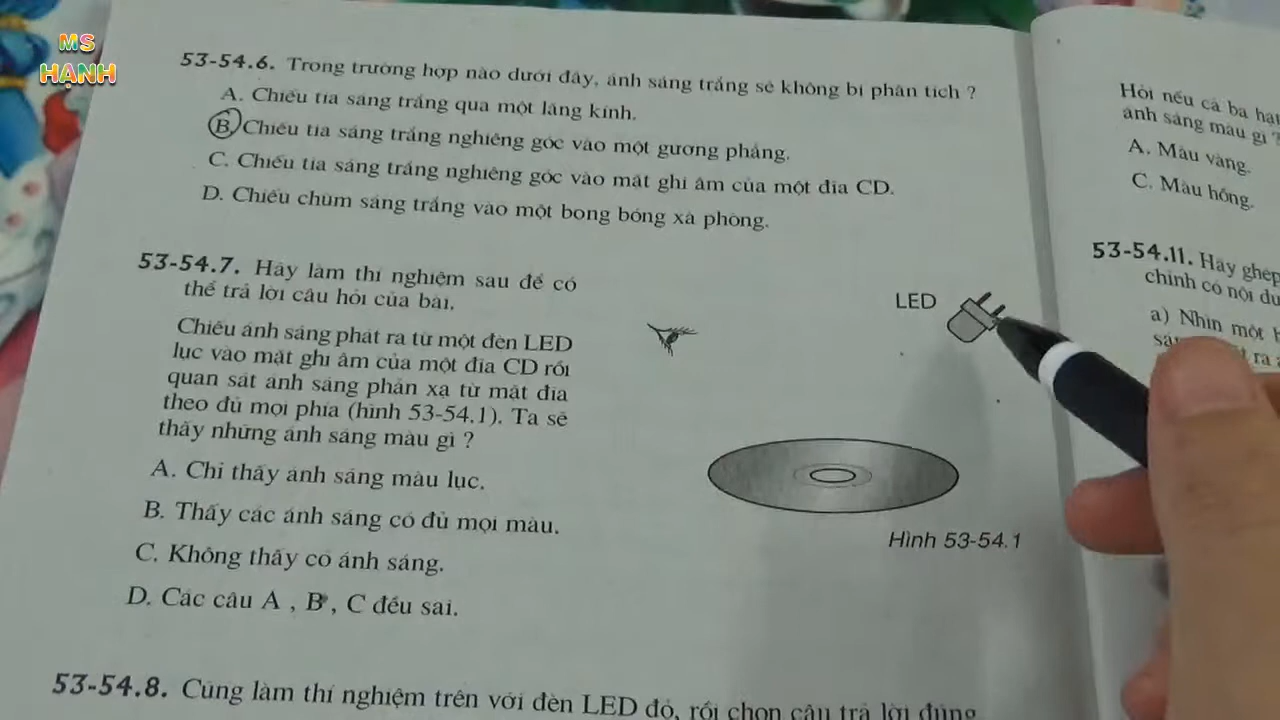 MS
HẠNH
53-54.6. Trong trường hợp nào dưới đây, ánh sáng trắng sẽ không bị phân tích ?
A. Chiếu tia sáng trắng qua một lăng kính.
B. Chiếu tia sáng trắng nghiêng góc vào một gương phẳng.
C. Chiếu tia sáng trắng nghiêng góc vào mặt ghi âm của một đĩa CD.
D. Chiếu chùm sáng trắng vào một bong bóng xà phòng.
53-54.7. Hãy làm thí nghiệm sau để có
thể trả lời câu hỏi của bài.
Chiếu ánh sáng phát ra từ một đèn LED
lục vào mặt ghi âm của một đĩa CD rồi
quan sát ánh sáng phản xạ từ mặt đĩa
theo đủ mọi phía (hình 53-54.1). Ta sẽ
thấy những ánh sáng màu gì ?
A. Chỉ thấy ánh sáng màu lục.
B. Thấy các ánh sáng có đủ mọi màu.
C. Không thấy có ánh sáng.
D. Các câu A , B , C đều sai.
LED
Hình 53-54.1
53-54.8. Cũng làm thí nghiệm trên với đèn LED đỏ, rồi chọn câu trả lời đúng
Hỏi nếu cả ba hạt
ánh sáng màu gì ?
A. Màu vàng.
C. Màu hồng.
53-54.11. Hãy ghép
chính có nội du
a) Nhìn một
ra